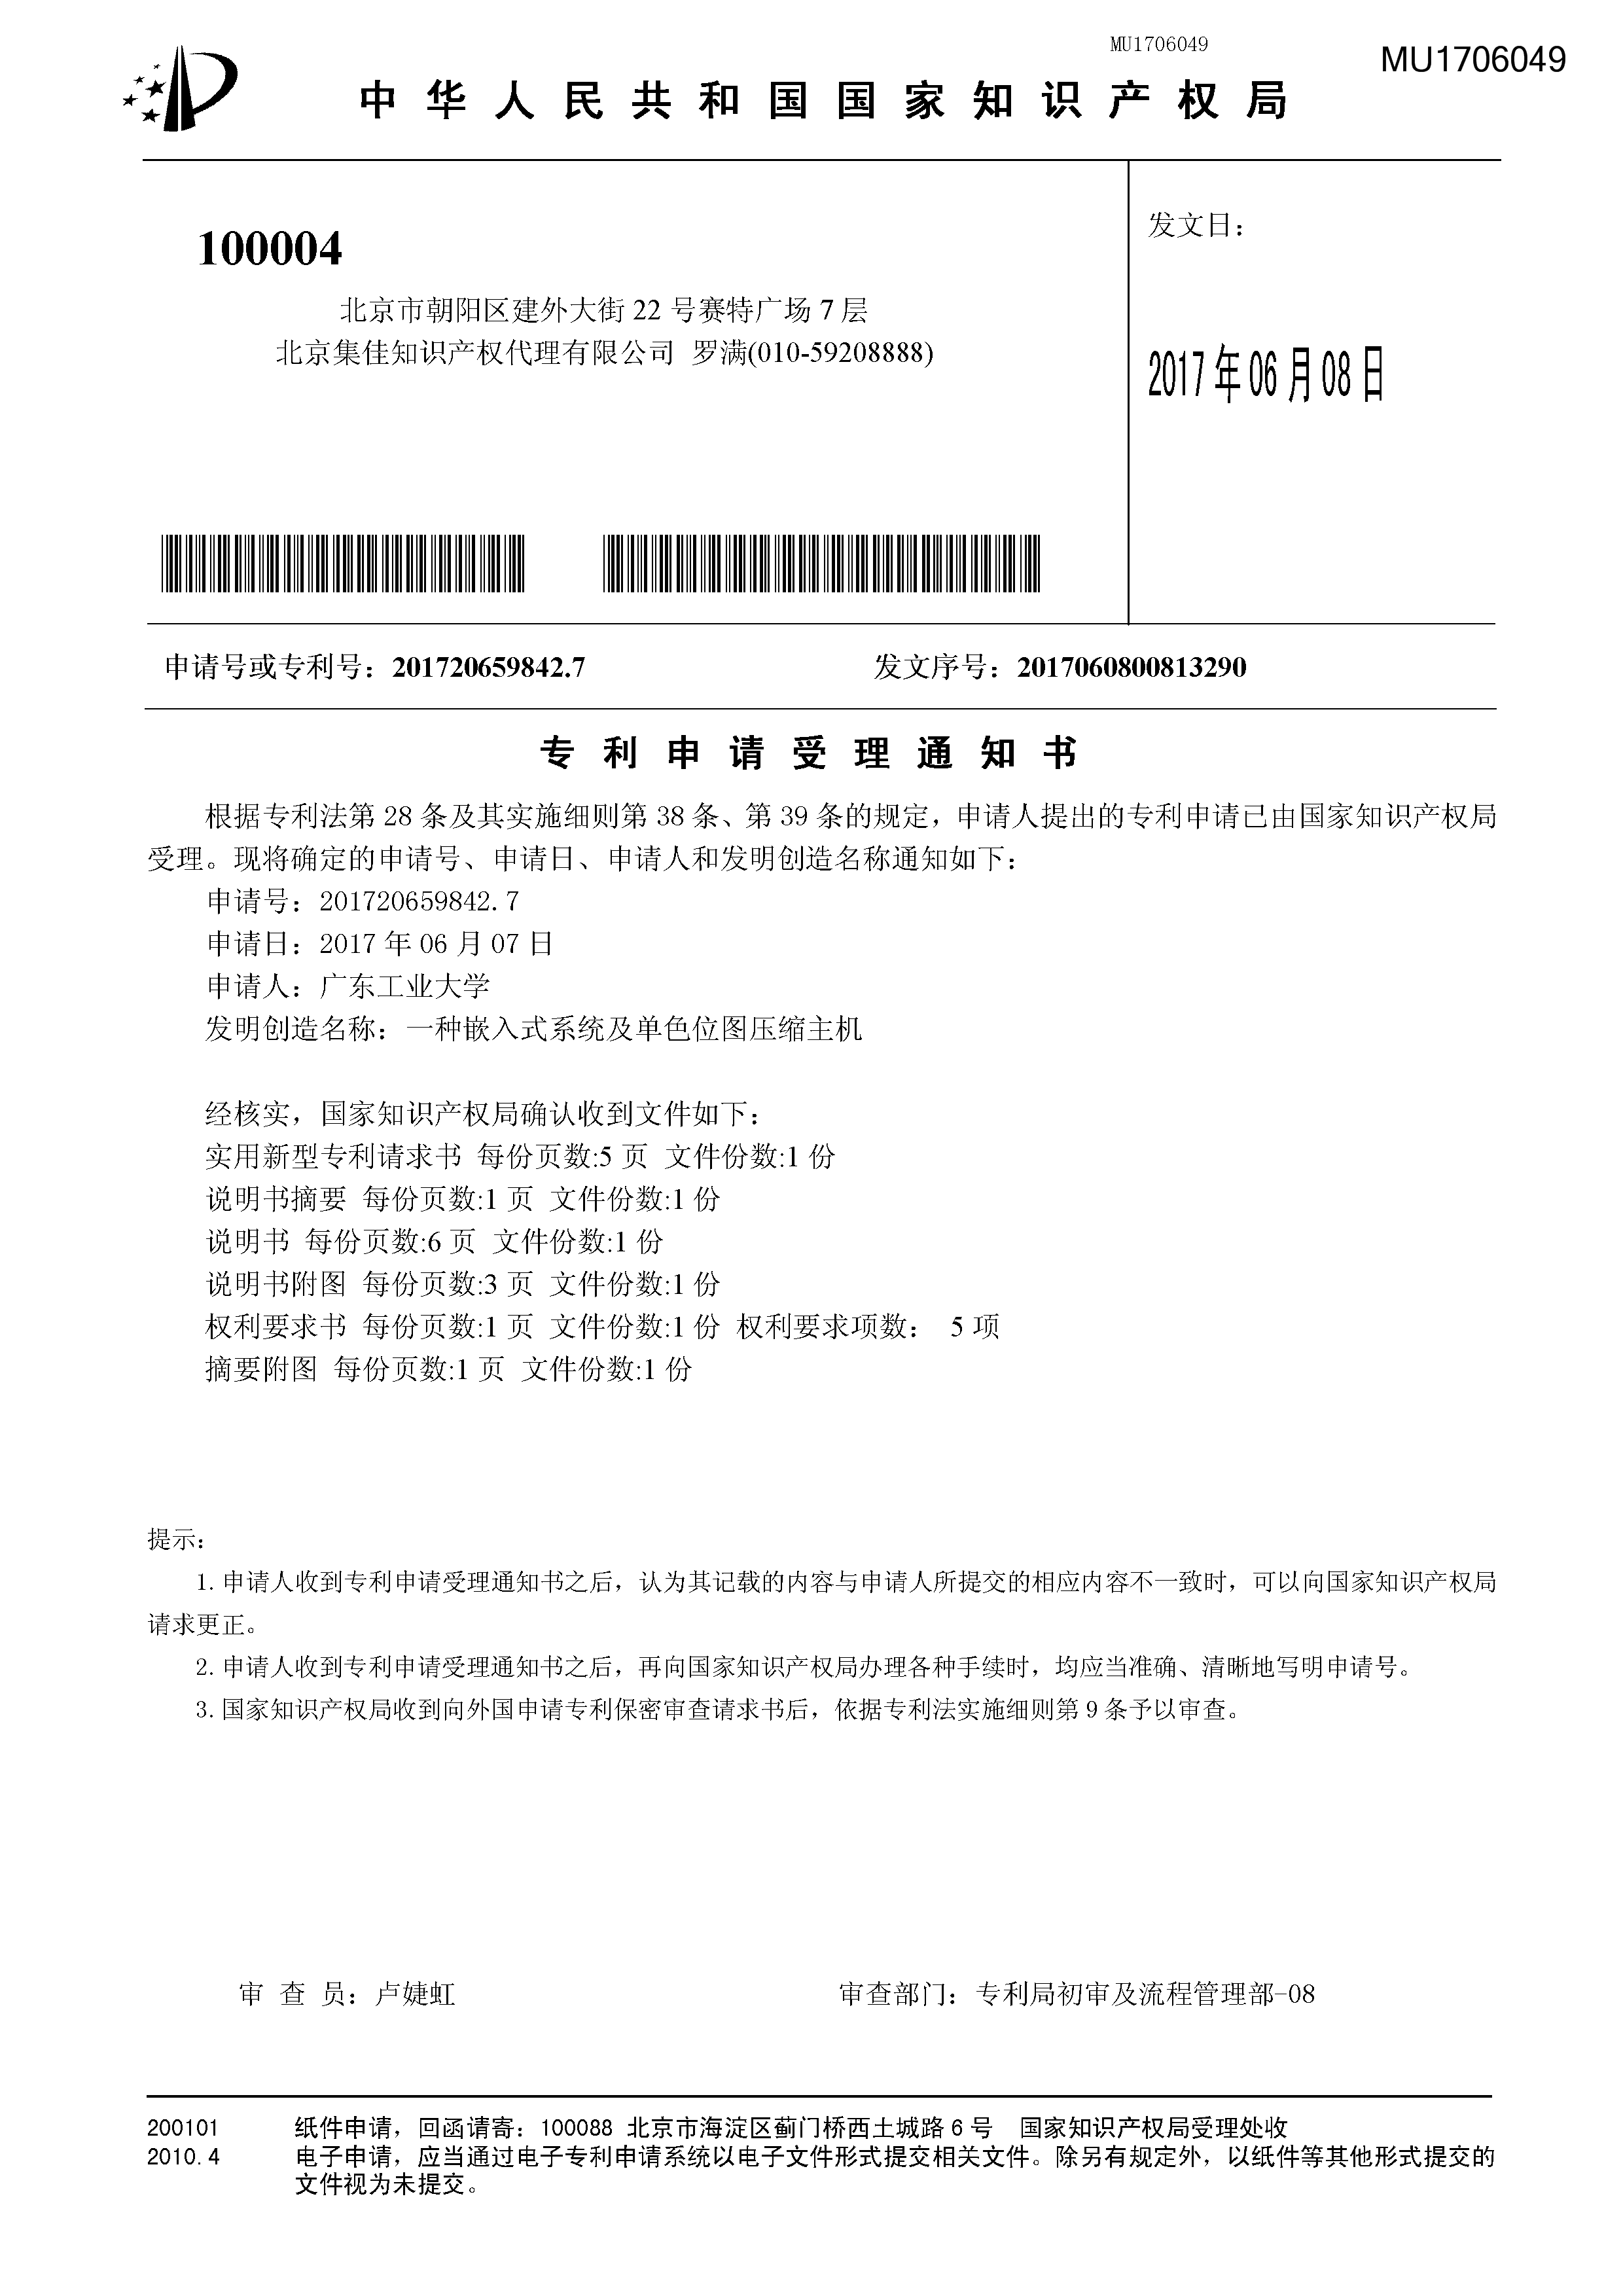 MU1706049
MU1706049
中华人民共和国国家知识产权局
100004
北京市朝阳区建外大街 22 号赛特广场 7 层
北京集佳知识产权代理有限公司 罗满(010-59208888)
发文日：
2017 年 06 月 08 日
申请号或专利号：201720659842.7
发文序号：2017060800813290
专利申请受理通知书
根据专利法第 28 条及其实施细则第 38 条、第 39 条的规定，申请人提出的专利申请已由国家知识产权局
受理。现将确定的申请号、申请日、申请人和发明创造名称通知如下：
申请号：201720659842.7
申请日：2017 年 06 月 07 日
申请人：广东工业大学
发明创造名称：一种嵌入式系统及单色位图压缩主机
经核实，国家知识产权局确认收到文件如下：
实用新型专利请求书 每份页数:5 页 文件份数:1 份
说明书摘要 每份页数:1 页 文件份数:1 份
说明书 每份页数:6 页 文件份数:1 份
说明书附图 每份页数:3 页 文件份数:1 份
权利要求书 每份页数:1 页 文件份数:1 份 权利要求项数： 5 项
摘要附图 每份页数:1 页 文件份数:1 份
提示：
1. 申请人收到专利申请受理通知书之后，认为其记载的内容与申请人所提交的相应内容不一致时，可以向国家知识产权局
请求更正。
2. 申请人收到专利申请受理通知书之后，再向国家知识产权局办理各种手续时，均应当准确、清晰地写明申请号。
3. 国家知识产权局收到向外国申请专利保密审查请求书后，依据专利法实施细则第 9 条予以审查。
审 查 员：卢婕虹
审查部门：专利局初审及流程管理部-08
200101 纸件申请，回函请寄：100088 北京市海淀区蓟门桥西土城路 6 号 国家知识产权局受理处收
2010.4 电子申请，应当通过电子专利申请系统以电子文件形式提交相关文件。除另有规定外，以纸件等其他形式提交的
文件视为未提交。